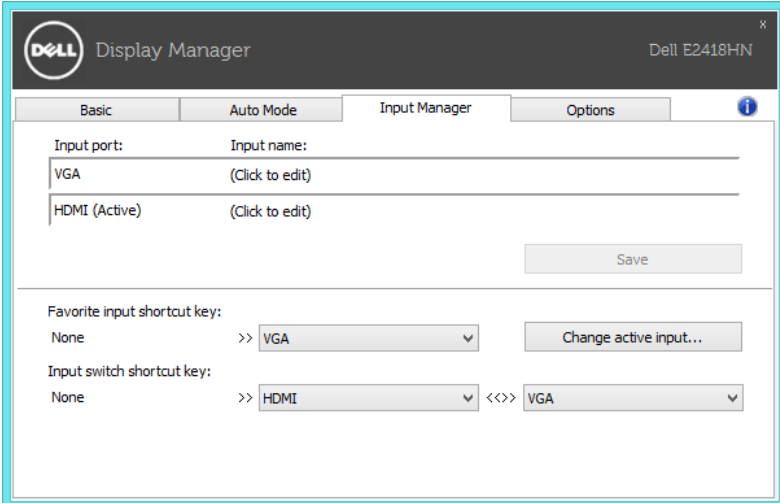 x
DELL Display Manager Dell E2418HN
Basic Auto Mode Input Manager Options i
Input port: Input name:
VGA (Click to edit)
HDMI (Active) (Click to edit)
Save
Favorite input shortcut key:
None >> VGA Change active input...
Input switch shortcut key:
None >> HDMI <<>> VGA